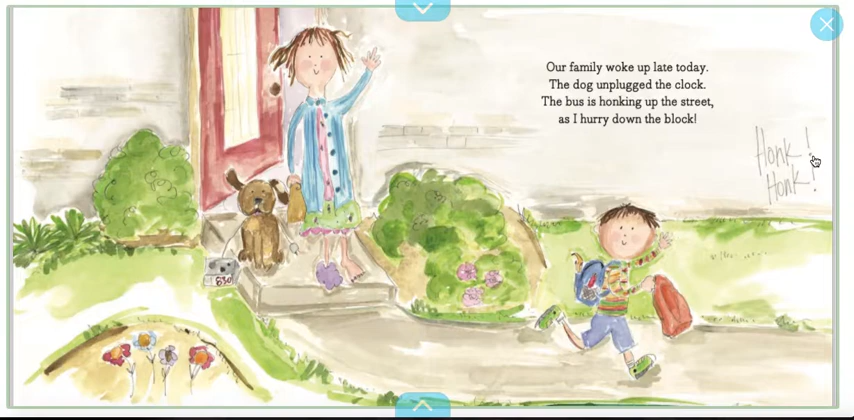 Our family woke up late today.
The dog unplugged the clock.
The bus is honking up the street,
as I hurry down the block!
Honk!
Honk!
830